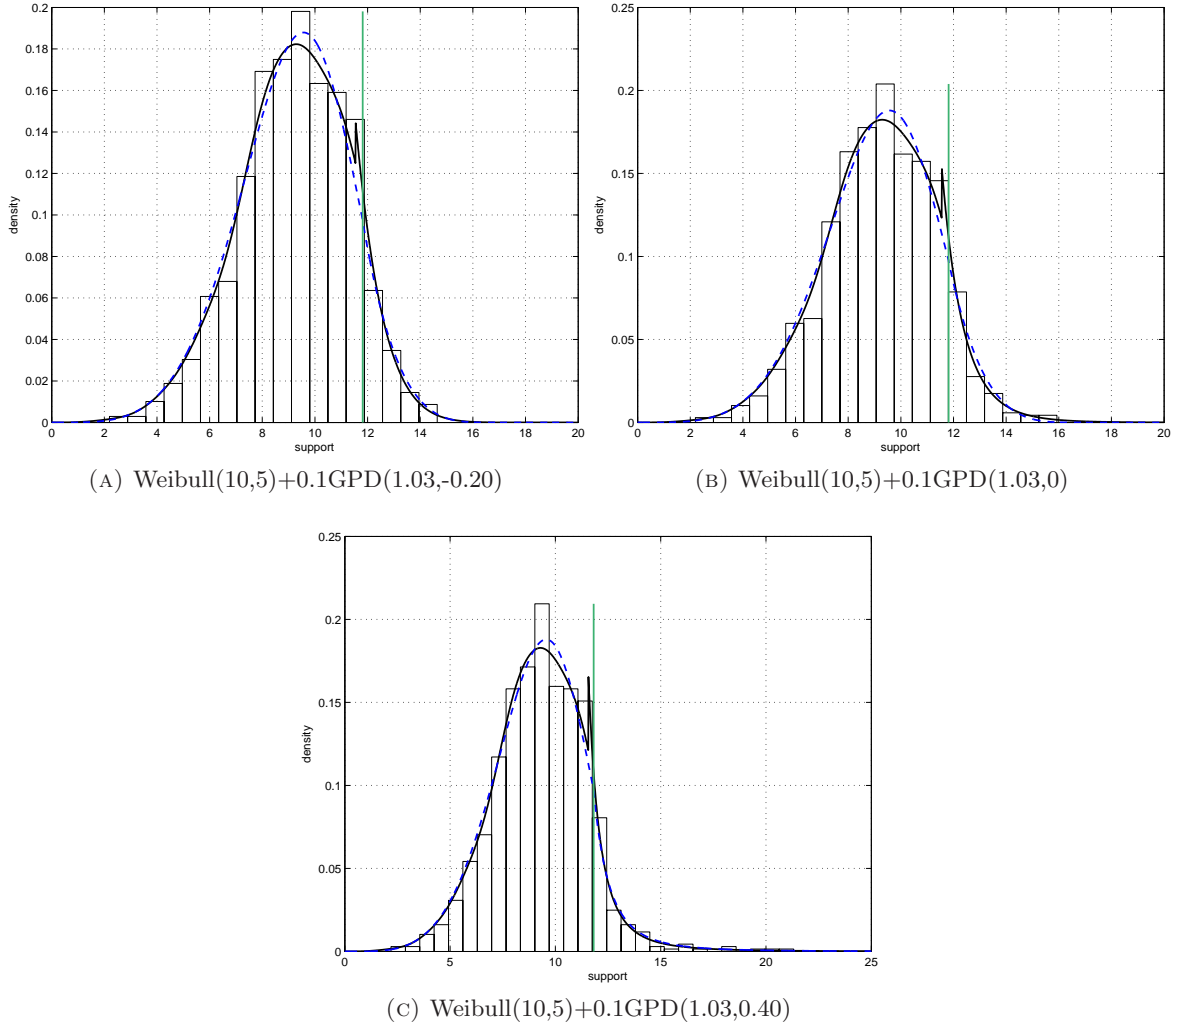 0.2
0.18
0.16
0.14
0.12
0.1
0.08
0.06
0.04
0.02
0
density
0 2 4 6 8 10 12 14 16 18 20
support
(A) Weibull(10,5)+0.1GPD(1.03,-0.20)
0.25
0.2
0.15
0.1
0.05
0
density
0 2 4 6 8 10 12 14 16 18 20
support
(B) Weibull(10,5)+0.1GPD(1.03,0)
0.25
0.2
0.15
0.1
0.05
0
density
0 5 10 15 20 25
support
(C) Weibull(10,5)+0.1GPD(1.03,0.40)